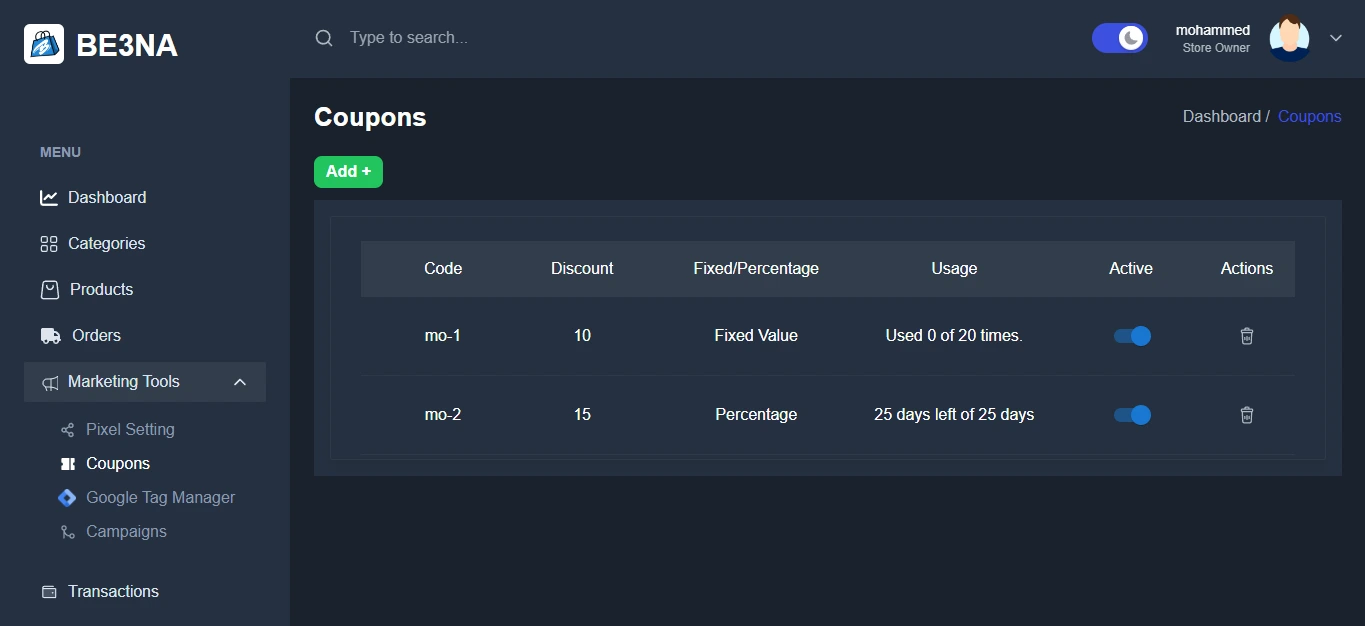 BE3NA
Type to search...
mohammed
Store Owner
MENU
Dashboard
Categories
Products
Orders
Marketing Tools
Pixel Setting
Coupons
Google Tag Manager
Campaigns
Transactions
Coupons
Dashboard / Coupons
Add +
Code Discount Fixed/Percentage Usage Active Actions
mo-1 10 Fixed Value Used 0 of 20 times.
mo-2 15 Percentage 25 days left of 25 days